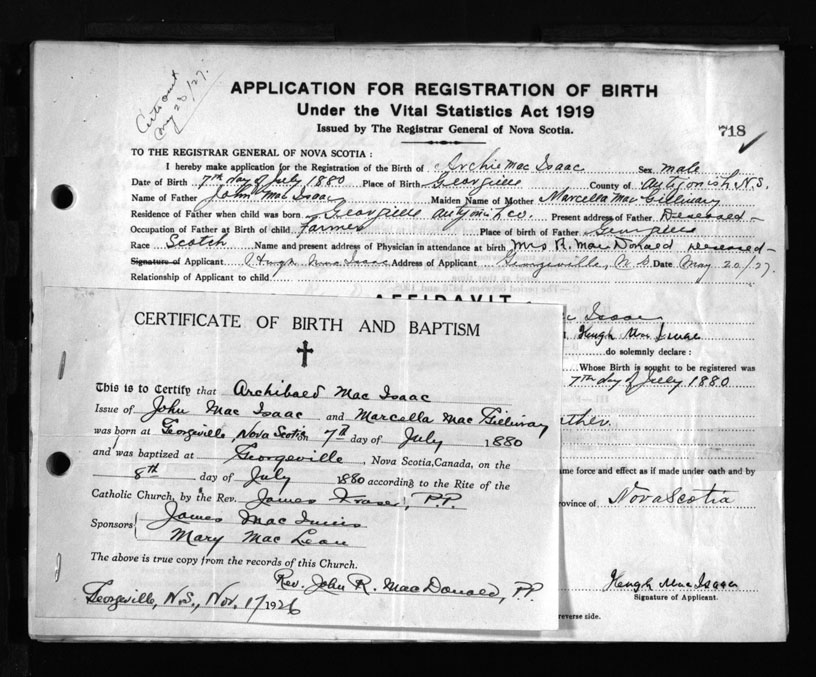 May 28/27.
APPLICATION FOR REGISTRATION OF BIRTH
Under the Vital Statistics Act 1919
Issued by The Registrar General of Nova Scotia.
718
TO THE REGISTRAR GENERAL OF NOVA SCOTIA :
I hereby make application for the Registration of the Birth of Archie Mac Isaac Sex male
Date of Birth 7th day of July 1880 Place of Birth Georgeville County of Antigonish N.S.
Name of Father John Mac Isaac Maiden Name of Mother Marcella Mac Gillivray
Residence of Father when child was born Georgeville Antigonish Co. Present address of Father Deceased
Occupation of Father at Birth of child Farmer Place of birth of Father Georgeville
Race Scotch Name and present address of Physician in attendance at birth Mrs R. Mac Donald deceased
Signature of Applicant Hugh Mac Isaac Address of Applicant Georgeville, N.S. Date May 20/27.
Relationship of Applicant to child
AFFIDAVIT
CERTIFICATE OF BIRTH AND BAPTISM
This is to Certify that Archibald Mac Isaac
Issue of John Mac Isaac and Marcella Mac Gillivray
was born at Georgeville, Nova Scotia, 7th day of July 1880
and was baptized at Georgeville, Nova Scotia, Canada, on the
8th day of July 1880 according to the Rite of the
Catholic Church, by the Rev. James Fraser, P.P.
Sponsors James Mac Innis
Mary Mac Lean
The above is true copy from the records of this Church.
Rev. John R. MacDonald, PP.
Georgeville, N.S., Nov. 17 1926
c Isaac
Hugh Mac Isaac
do solemnly declare :
Whose Birth is sought to be registered was
7th day of July 1880
ame force and effect as if made under oath and by
rovince of Nova Scotia
Hugh Mac Isaac
Signature of Applicant.
reverse side.